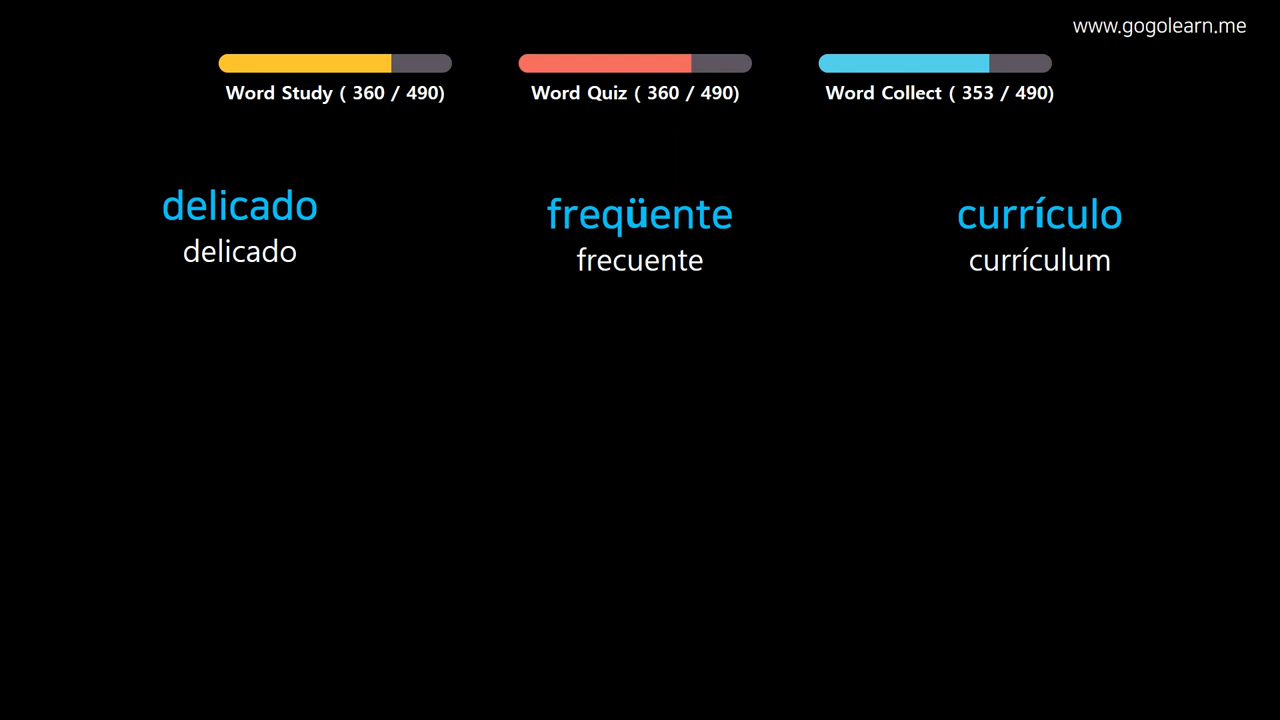 www.gogolearn.me
Word Study ( 360 / 490)
Word Quiz ( 360 / 490)
Word Collect ( 353 / 490)
delicado
delicado
freqüente
frecuente
currículo
currículum